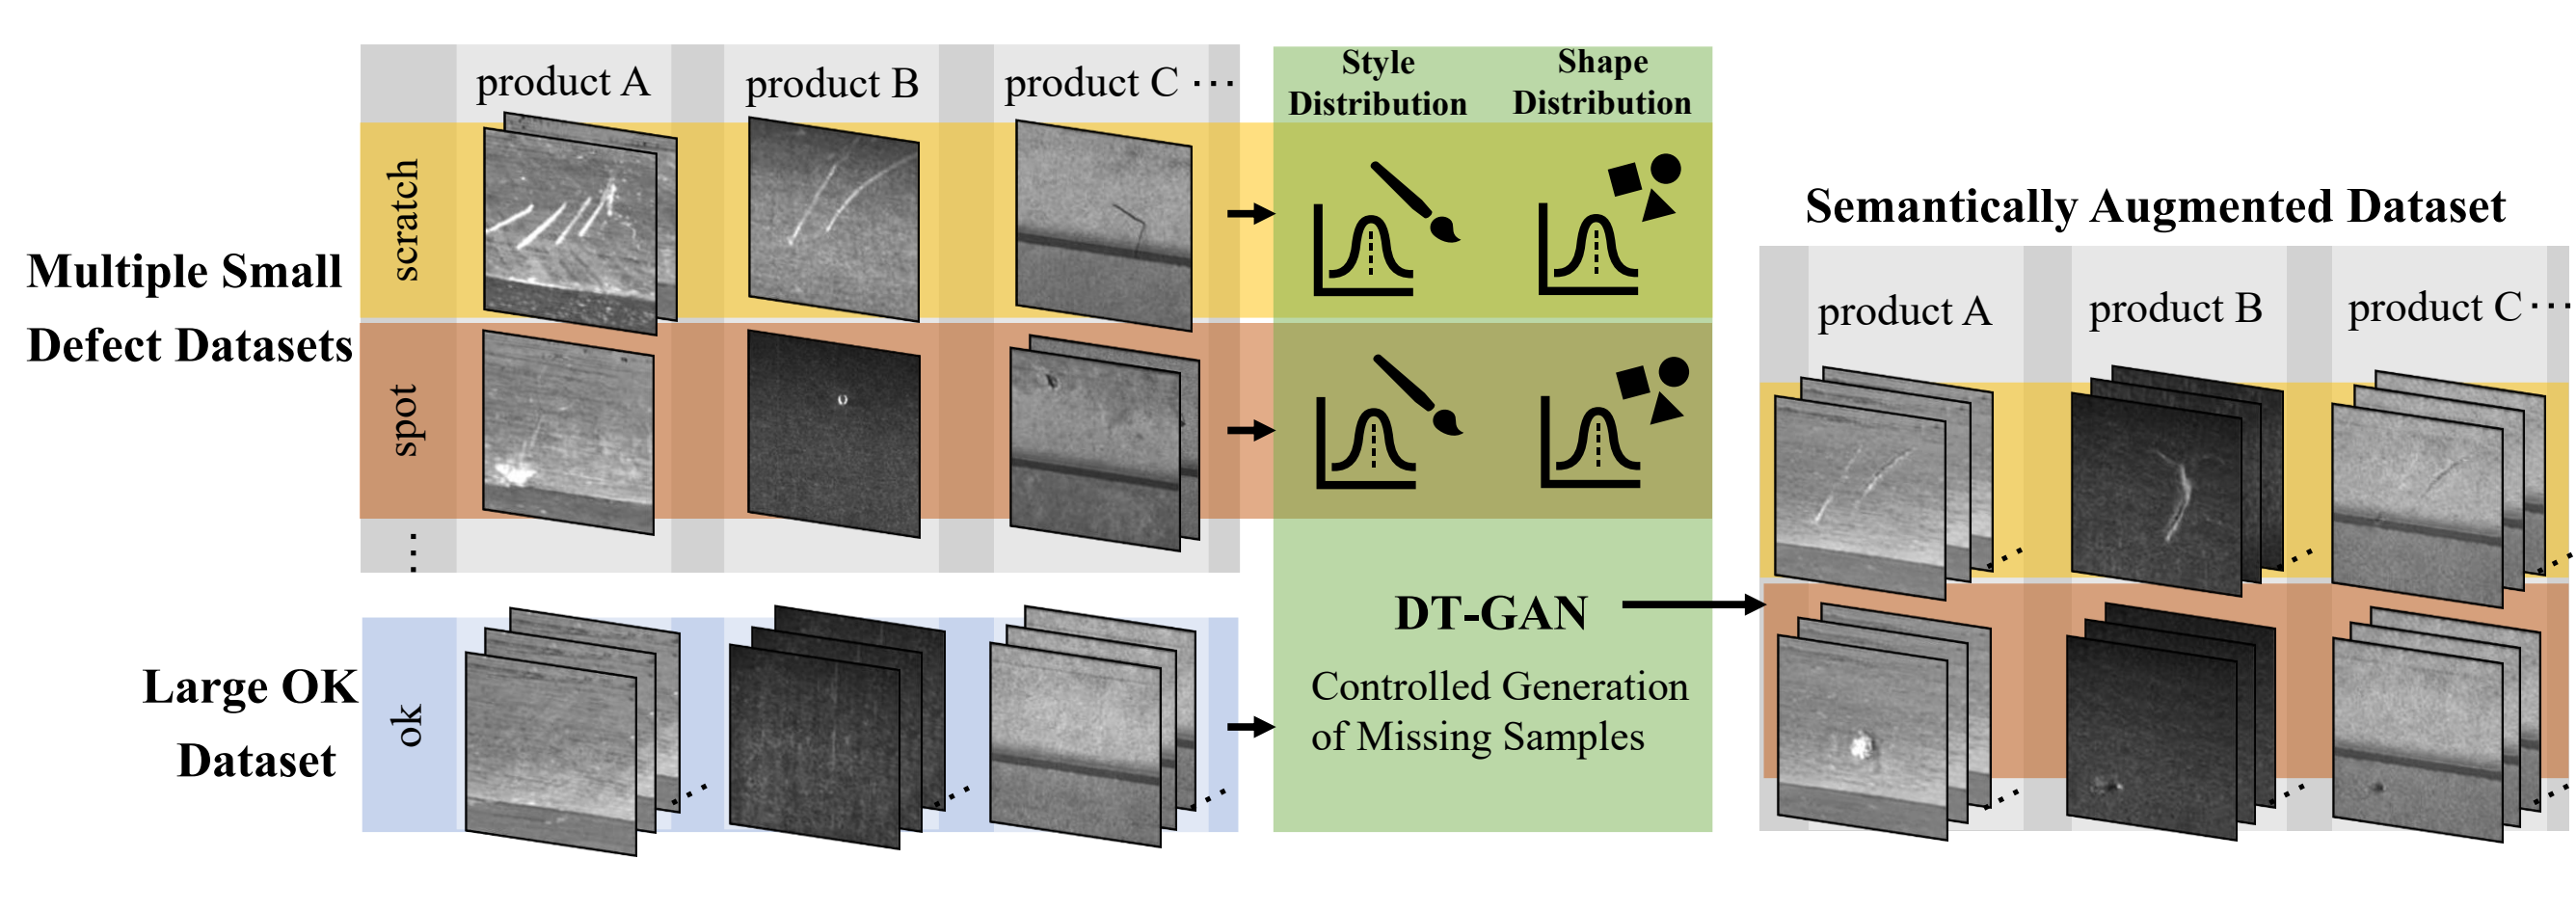 Multiple Small
Defect Datasets
product A
product B
product C ...
scratch
spot
...
Large OK
Dataset
ok
Style
Distribution
Shape
Distribution
DT-GAN
Controlled Generation
of Missing Samples
Semantically Augmented Dataset
product A
product B
product C ...